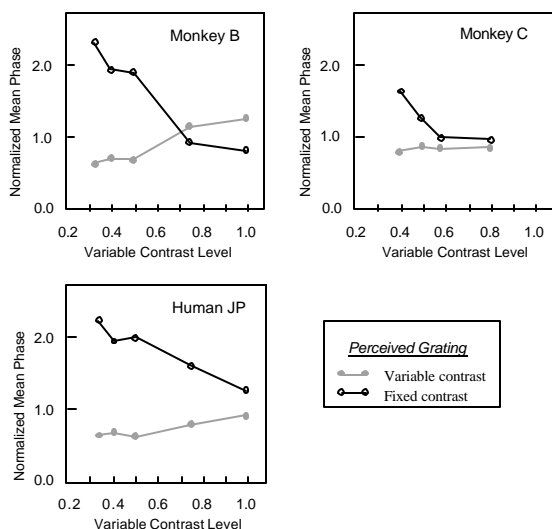 Monkey B
Normalized Mean Phase
2.0
1.0
0.0
0.2 0.4 0.6 0.8 1.0
Variable Contrast Level
Monkey C
Normalized Mean Phase
2.0
1.0
0.0
0.2 0.4 0.6 0.8 1.0
Variable Contrast Level
Human JP
Normalized Mean Phase
2.0
1.0
0.0
0.2 0.4 0.6 0.8 1.0
Variable Contrast Level
Perceived Grating
Variable contrast
Fixed contrast